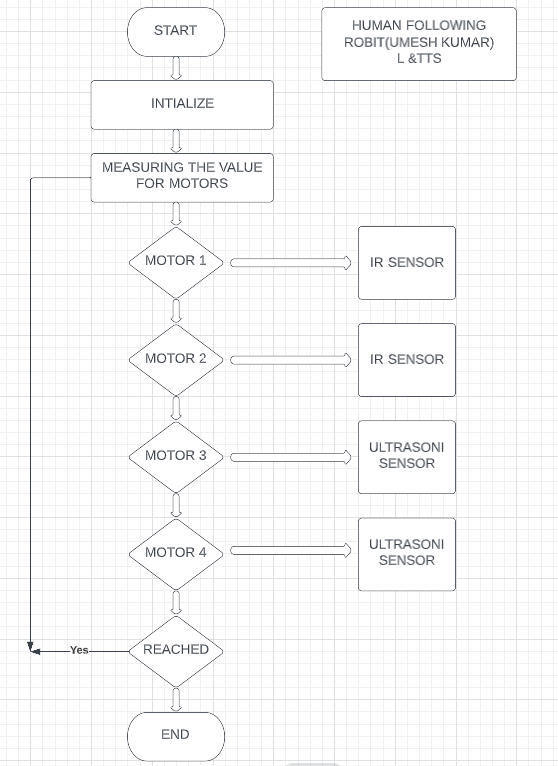 START
HUMAN FOLLOWING
ROBIT(UMESH KUMAR)
L &TTS
INTIALIZE
MEASURING THE VALUE
FOR MOTORS
MOTOR 1
IR SENSOR
MOTOR 2
IR SENSOR
MOTOR 3
ULTRASONI
SENSOR
MOTOR 4
ULTRASONI
SENSOR
REACHED
Yes
END